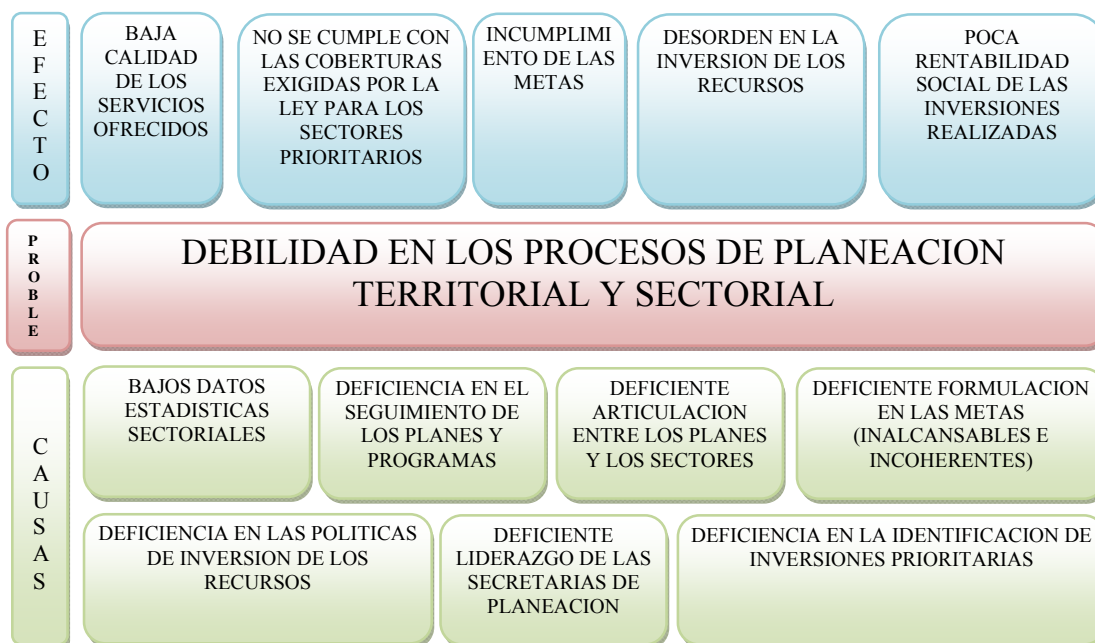 EFECTO
BAJA
CALIDAD
DE LOS
SERVICIOS
OFRECIDOS
NO SE CUMPLE CON
LAS COBERTURAS
EXIGIDAS POR LA
LEY PARA LOS
SECTORES
PRIORITARIOS
INCUMPLIMI
ENTO DE LAS
METAS
DESORDEN EN LA
INVERSION DE LOS
RECURSOS
POCA
RENTABILIDAD
SOCIAL DE LAS
INVERSIONES
REALIZADAS
PROBLE
DEBILIDAD EN LOS PROCESOS DE PLANEACION
TERRITORIAL Y SECTORIAL
CAUSAS
BAJOS DATOS
ESTADISTICAS
SECTORIALES
DEFICIENCIA EN EL
SEGUIMIENTO DE
LOS PLANES Y
PROGRAMAS
DEFICIENTE
ARTICULACION
ENTRE LOS PLANES
Y LOS SECTORES
DEFICIENTE FORMULACION
EN LAS METAS
(INALCANSABLES E
INCOHERENTES)
DEFICIENCIA EN LAS POLITICAS
DE INVERSION DE LOS
RECURSOS
DEFICIENTE
LIDERAZGO DE LAS
SECRETARIAS DE
PLANEACION
DEFICIENCIA EN LA IDENTIFICACION DE
INVERSIONES PRIORITARIAS